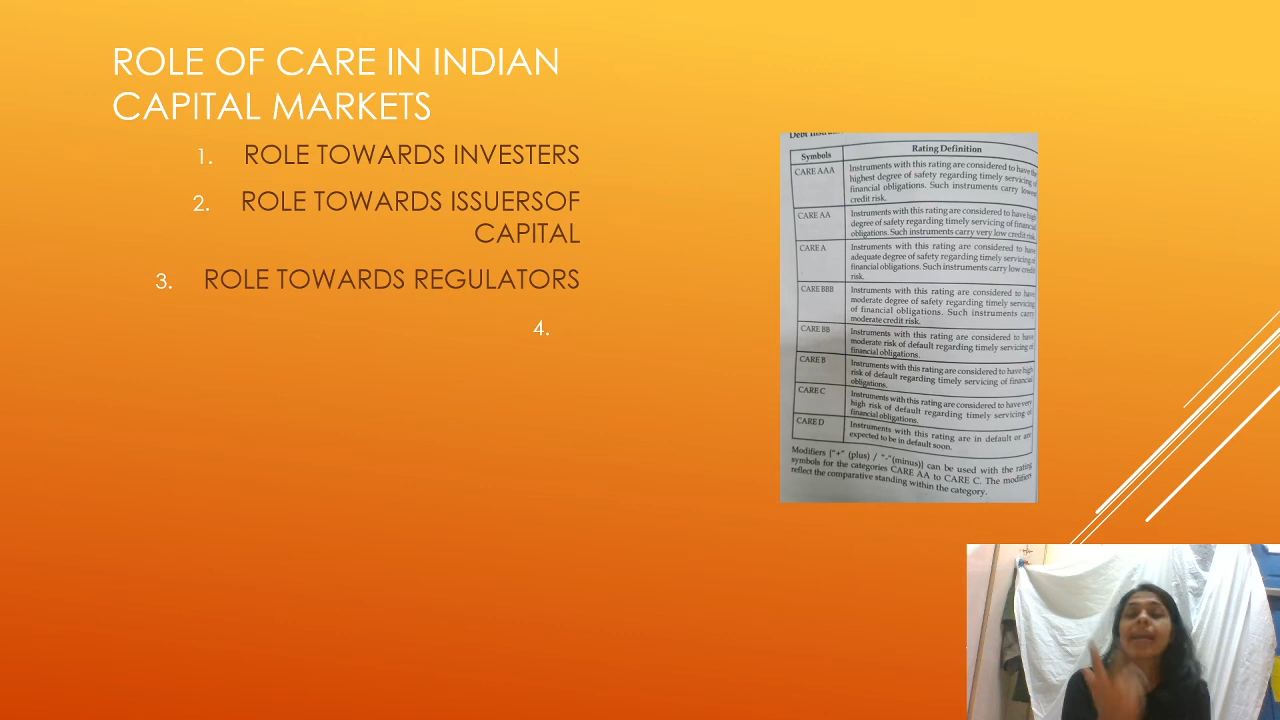 ROLE OF CARE IN INDIAN
CAPITAL MARKETS
1. ROLE TOWARDS INVESTERS
2. ROLE TOWARDS ISSUERSOF
CAPITAL
3. ROLE TOWARDS REGULATORS
4.
Symbols Rating Definition
CARE AAA Instruments with this rating are considered to have the
highest degree of safety regarding timely servicing of
financial obligations. Such instruments carry lowest
credit risk.
CARE AA Instruments with this rating are considered to have high
degree of safety regarding timely servicing of financial
obligations. Such instruments carry very low credit risk.
CARE A Instruments with this rating are considered to have
adequate degree of safety regarding timely servicing of
financial obligations. Such instruments carry low credit
risk.
CARE BBB Instruments with this rating are considered to have
moderate degree of safety regarding timely servicing
of financial obligations. Such instruments carry
moderate credit risk.
CARE BB Instruments with this rating are considered to have
moderate risk of default regarding timely servicing of
financial obligations.
CARE B Instruments with this rating are considered to have high
risk of default regarding timely servicing of financial
obligations.
CARE C Instruments with this rating are considered to have very
high risk of default regarding timely servicing of
financial obligations.
CARE D Instruments with this rating are in default or are
expected to be in default soon.
Modifiers {"+" (plus) / "-"(minus)} can be used with the rating
symbols for the categories CARE AA to CARE C. The modifiers
reflect the comparative standing within the category.